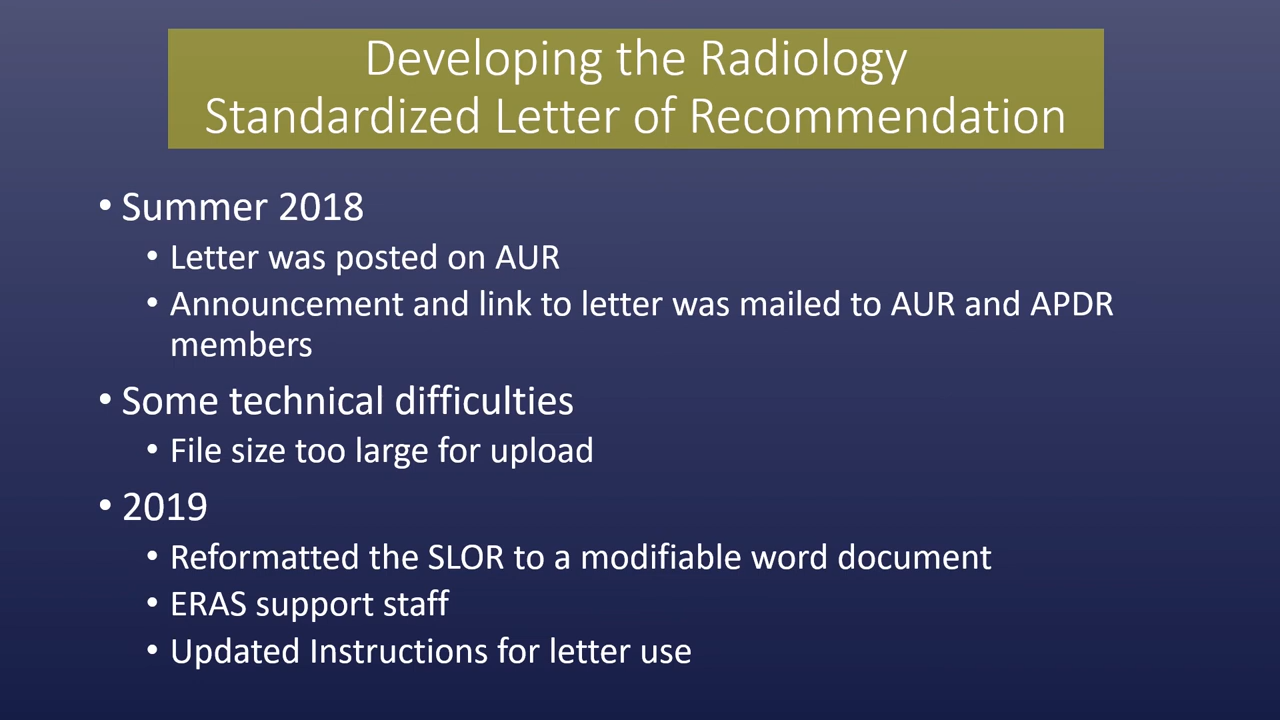 Developing the Radiology
Standardized Letter of Recommendation
• Summer 2018
• Letter was posted on AUR
• Announcement and link to letter was mailed to AUR and APDR
members
• Some technical difficulties
• File size too large for upload
• 2019
• Reformatted the SLOR to a modifiable word document
• ERAS support staff
• Updated Instructions for letter use